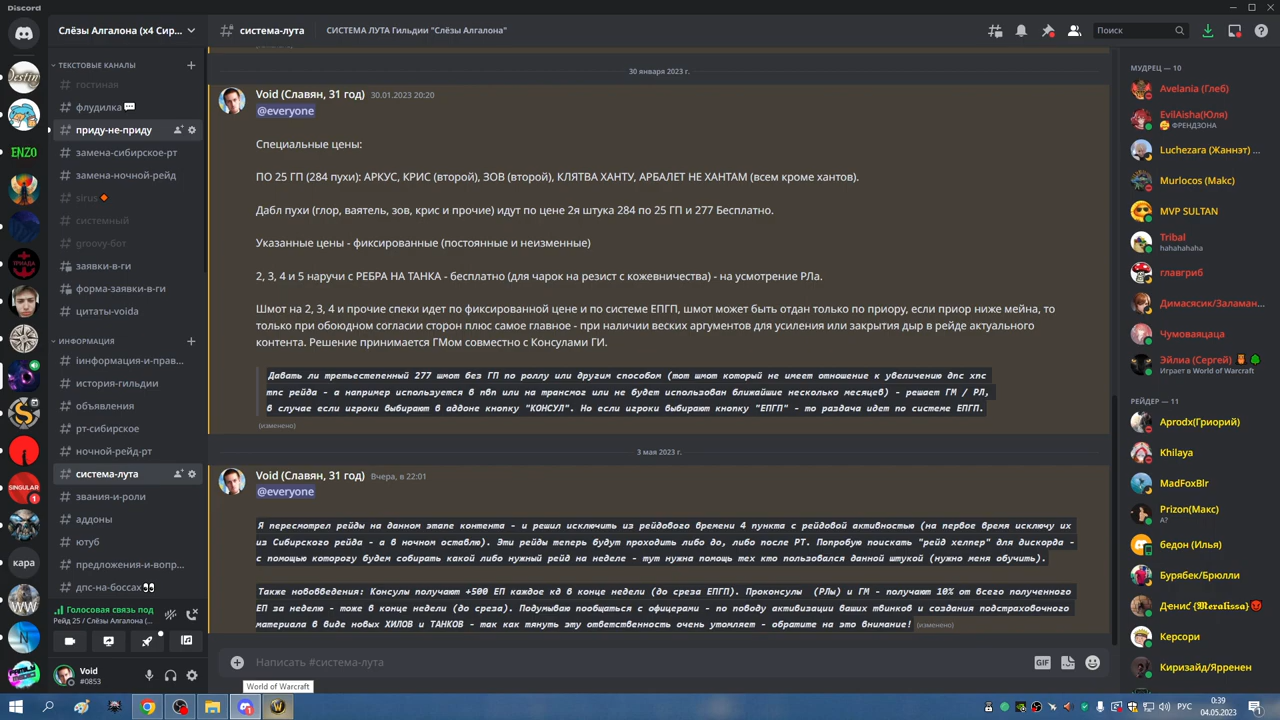 Discord
Слёзы Алгалона (x4 Сир...
система-лута
СИСТЕМА ЛУТА Гильдии "Слёзы Алгалона"
Поиск
ТЕКСТОВЫЕ КАНАЛЫ
гостиная
флудилка
приду-не-приду
замена-сибирское-рт
замена-ночной-рейд
sirus
системный
groovy-бот
заявки-в-ги
форма-заявки-в-ги
цитаты-voida
ИНФОРМАЦИЯ
ииформация-и-прав...
история-гильдии
объявления
рт-сибирское
ночной-рейд-рт
система-лута
звания-и-роли
аддоны
ютуб
предложения-и-вопр...
дпс-на-боссах
Голосовая связь под
Рейд 25 / Слёзы Алгалона (...
Void
#0853
ENZO
ТРИАДА
SINGULAR
1
кара
30 января 2023 г.
Void (Славян, 31 год) 30.01.2023 20:20
@everyone
Специальные цены:
ПО 25 ГП (284 пухи): АРКУС, КРИС (второй), ЗОВ (второй), КЛЯТВА ХАНТУ, АРБАЛЕТ НЕ ХАНТАМ (всем кроме хантов).
Дабл пухи (глор, ваятель, зов, крис и прочие) идут по цене 2я штука 284 по 25 ГП и 277 Бесплатно.
Указанные цены - фиксированные (постоянные и неизменные)
2, 3, 4 и 5 наручи с РЕБРА НА ТАНКА - бесплатно (для чарок на резист с кожевничества) - на усмотрение РЛа.
Шмот на 2, 3, 4 и прочие спеки идет по фиксированной цене и по системе ЕПГП, шмот может быть отдан только по приору, если приор ниже мейна, то
только при обоюдном согласии сторон плюс самое главное - при наличии веских аргументов для усиления или закрытия дыр в рейде актуального
контента. Решение принимается ГМом совместно с Консулами ГИ.
Давать ли третьестепенный 277 шмот без ГП по роллу или другим способом (тот шмот который не имеет отношение к увеличению дпс хпс
тпс рейда - а например используется в пвп или на трансмог или не будет использован ближайшие несколько месяцев) - решает ГМ / РЛ,
в случае если игроки выбирают в аддоне кнопку "КОНСУЛ". Но если игроки выбирают кнопку "ЕПГП" - то раздача идет по системе ЕПГП.
(изменено)
3 мая 2023 г.
Void (Славян, 31 год) Вчера, в 22:01
@everyone
Я пересмотрел рейды на данном этапе контента - и решил исключить из рейдового времени 4 пункта с рейдовой активностью (на первое время исключу их
из Сибирского рейда - а в ночном оставлю). Эти рейды теперь будут проходить либо до, либо после РТ. Попробую поискать "рейд хелпер" для дискорда -
с помощью которого будем собирать какой либо нужный рейд на неделе - тут нужна помощь тех кто пользовался данной штукой (нужно меня обучить).
Также нововведения: Консулы получают +500 ЕП каждое кд в конце недели (до среза ЕПГП). Проконсулы (РЛы) и ГМ - получают 10% от всего полученного
ЕП за неделю - тоже в конце недели (до среза). Подумываю пообщаться с офицерами - по поводу активизации ваших твинков и создания подстраховочного
материала в виде новых ХИЛОВ и ТАНКОВ - так как тянуть эту ответственность очень утомляет - обратите на это внимание! (изменено)
Написать #система-лута
GIF
World of Warcraft
МУДРЕЦ — 10
Avelania (Глеб)
EvilAisha(Юля)
ФРЕНДЗОНА
Luchezara (Жаннэт) ...
Murlocos (Макс)
MVP SULTAN
Tribal
hahahaha
главгриб
Димасясик/Заламан...
Чумоваяцаца
Эйлиа (Сергей)
Играет в World of Warcraft
РЕЙДЕР — 11
Aprodx(Гриорий)
Khilaya
MadFoxBlr
Prizon(Макс)
А?
бедон (Илья)
Бурябек/Брюлли
Денис {Meralissa}
Керсори
Киризайд/Ярренен
РУС
0:39
04.05.2023